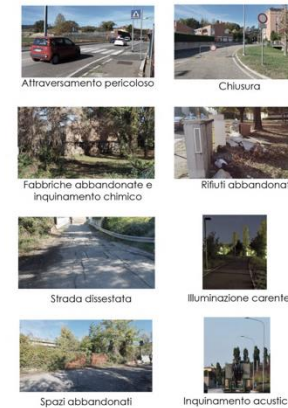 Attraversamento pericoloso
Chiusura
Fabbriche abbandonate e
inquinamento chimico
Rifiuti abbandonat
Strada dissestata
Illuminazione carente
Spazi abbandonati
Inquinamento acustic